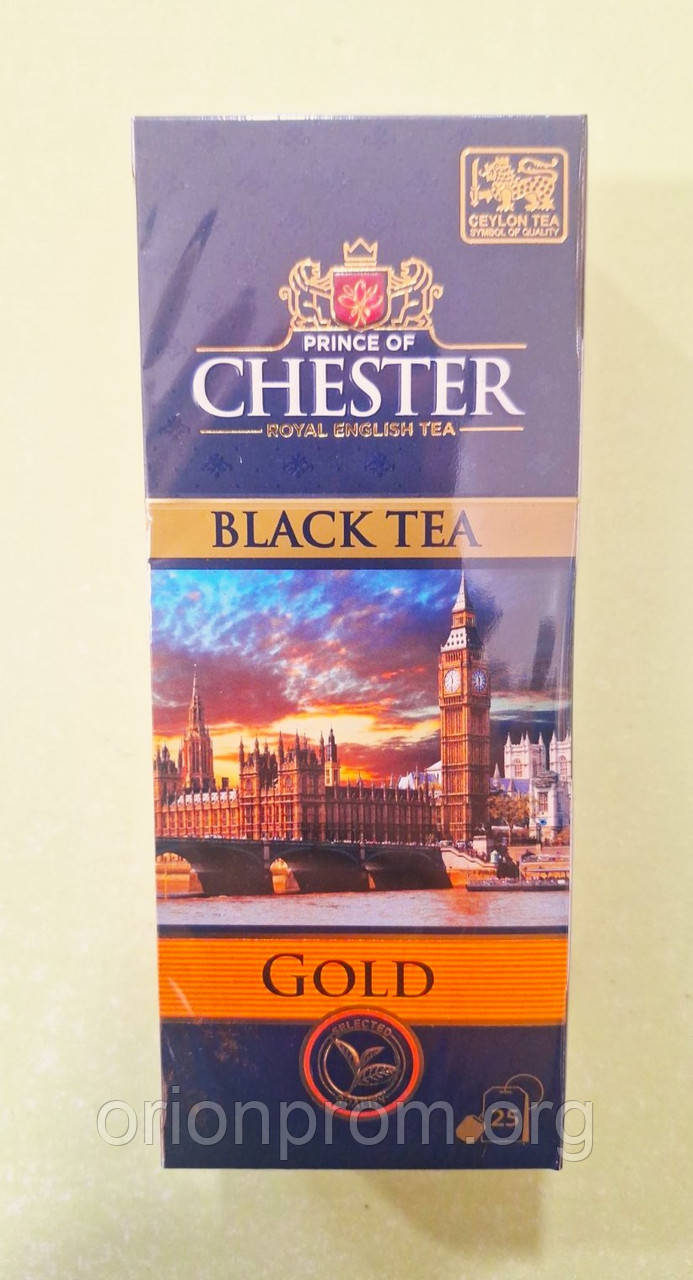 CEYLON TEA
SYMBOL OF QUALITY
PRINCE OF
CHESTER
ROYAL ENGLISH TEA
BLACK TEA
GOLD
SELECTED
orionprom.org
25